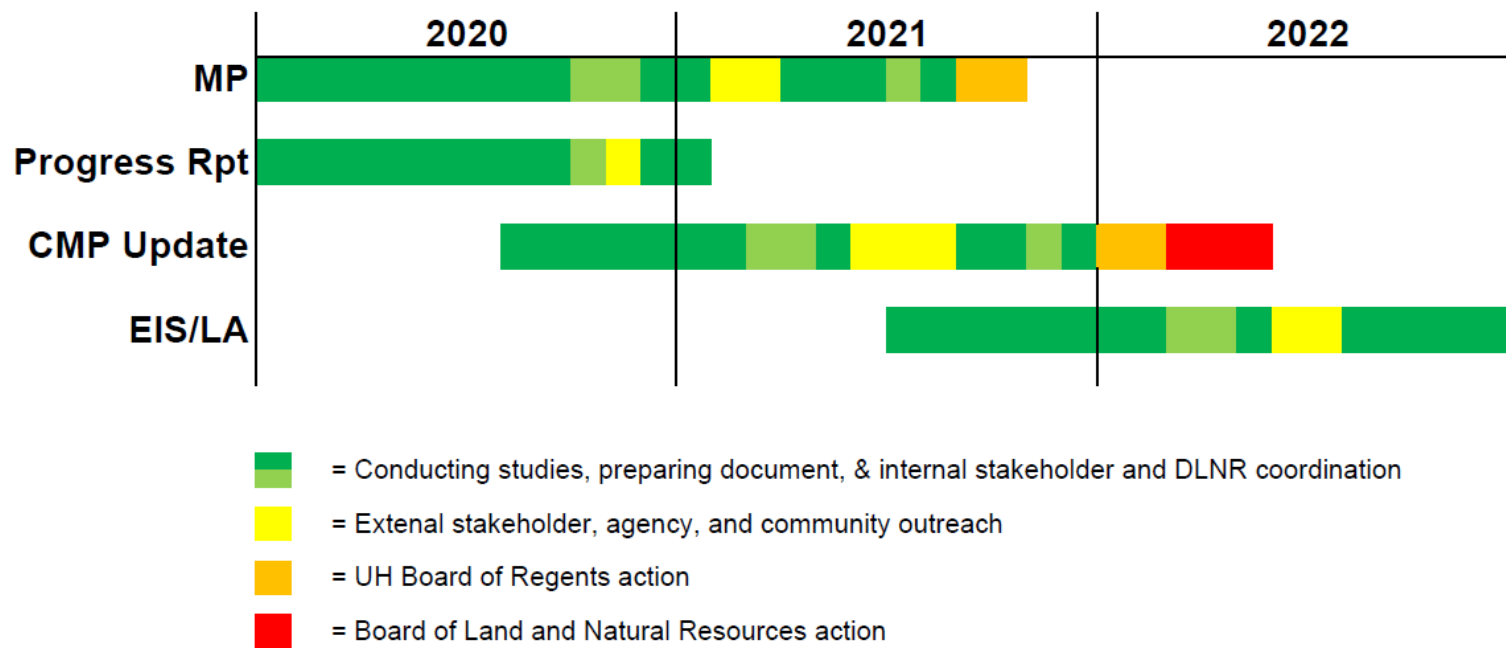 2020 2021 2022
MP
Progress Rpt
CMP Update
EIS/LA
= Conducting studies, preparing document, & internal stakeholder and DLNR coordination
= Extenal stakeholder, agency, and community outreach
= UH Board of Regents action
= Board of Land and Natural Resources action